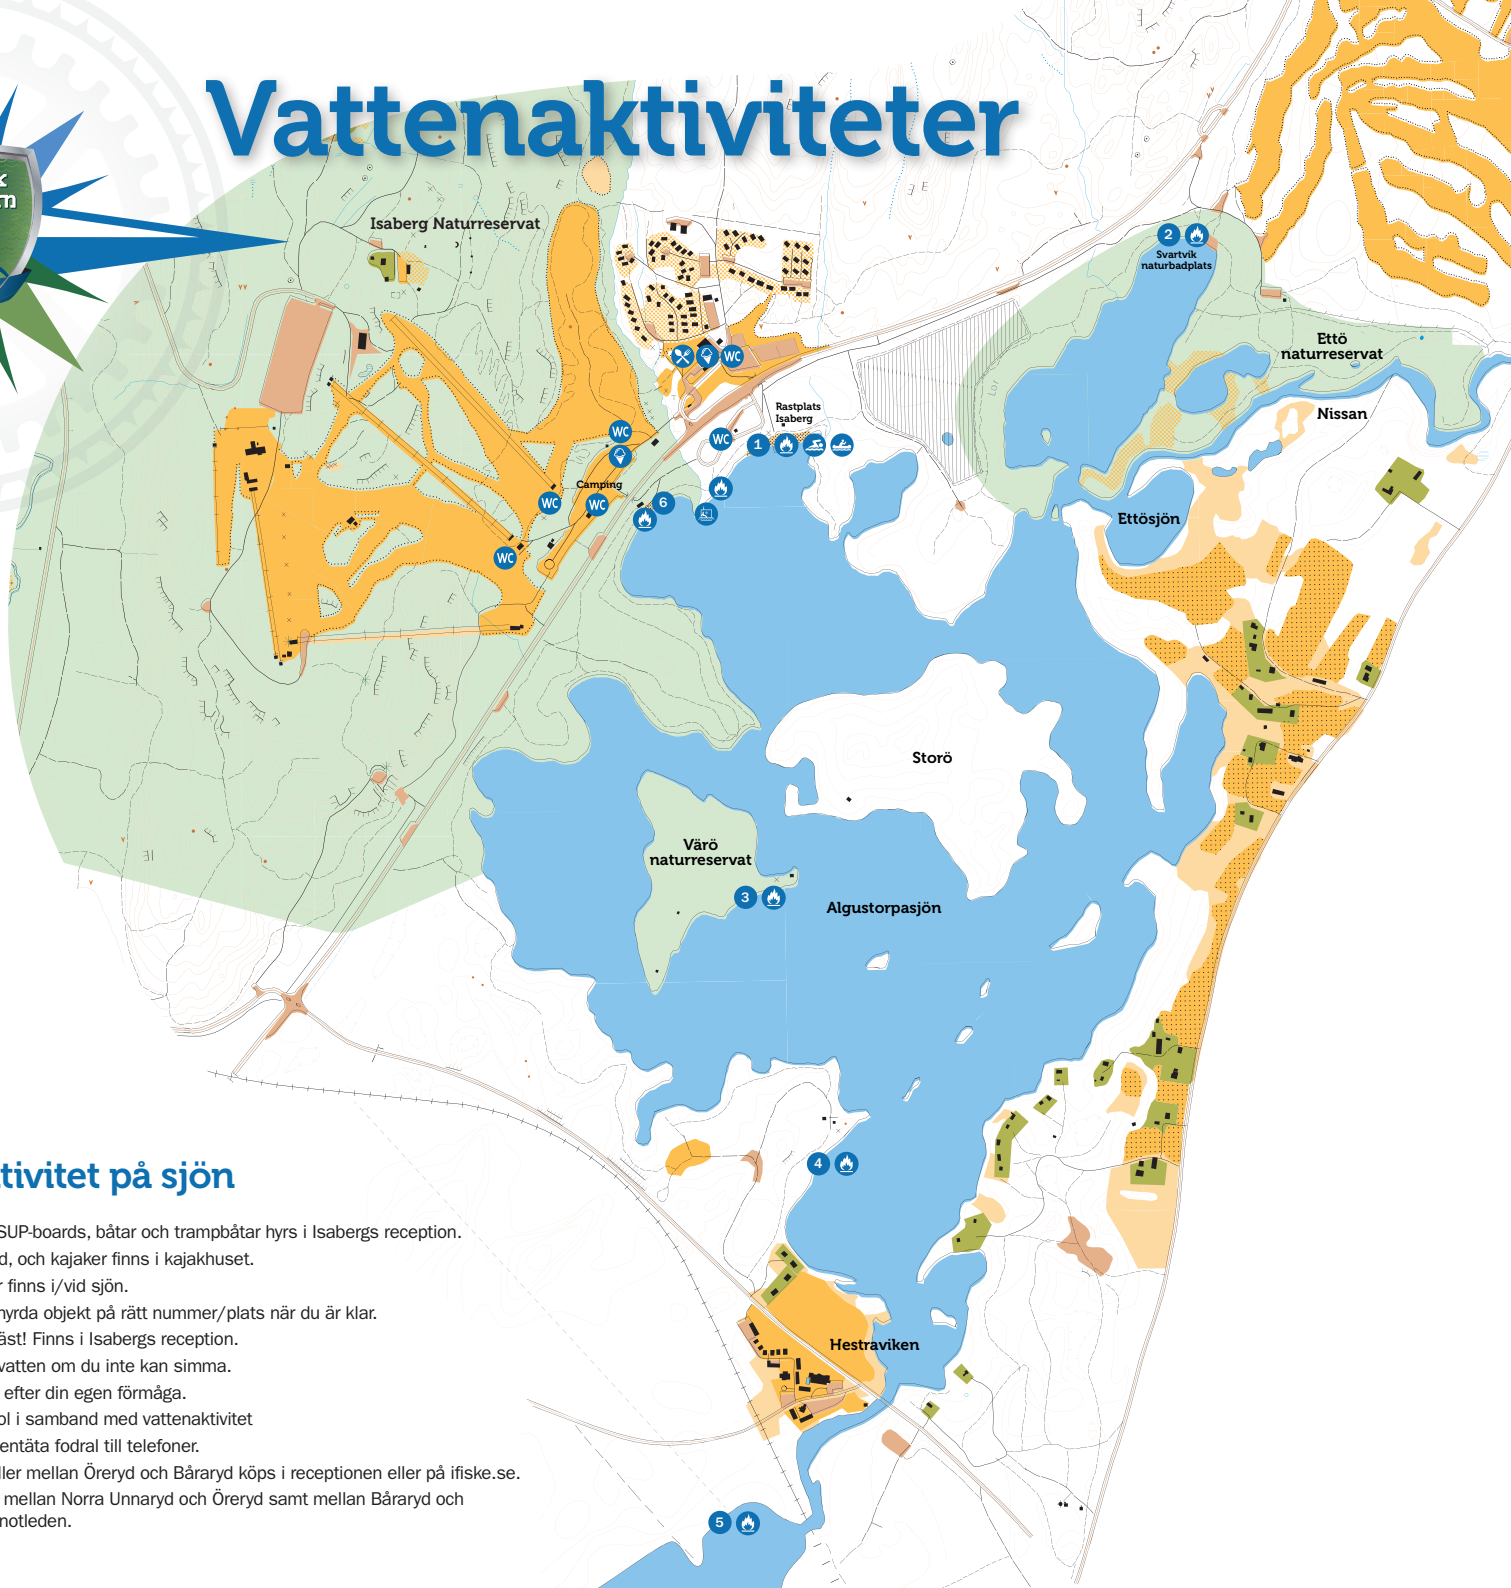 Vattenaktiviteter
Isaberg Naturreservat
2
Svartvik
naturbadplats
Ettö
naturreservat
Nissan
WC
Rastplats
Isaberg
WC
WC
1
Camping
WC
WC
6
WC
Ettösjön
Storö
Värö
naturreservat
3
Algustorpasjön
4
tivitet på sjön
SUP-boards, båtar och trampbåtar hyrs i Isabergs reception.
d, och kajaker finns i kajakhuset.
r finns i/vid sjön.
hyrda objekt på rätt nummer/plats när du är klar.
äst! Finns i Isabergs reception.
vatten om du inte kan simma.
efter din egen förmåga.
ol i samband med vattenaktivitet
entäta fodral till telefoner.
ller mellan Öreryd och Båraryd köps i receptionen eller på ifiske.se.
mellan Norra Unnaryd och Öreryd samt mellan Båraryd och
notleden.
Hestraviken
5